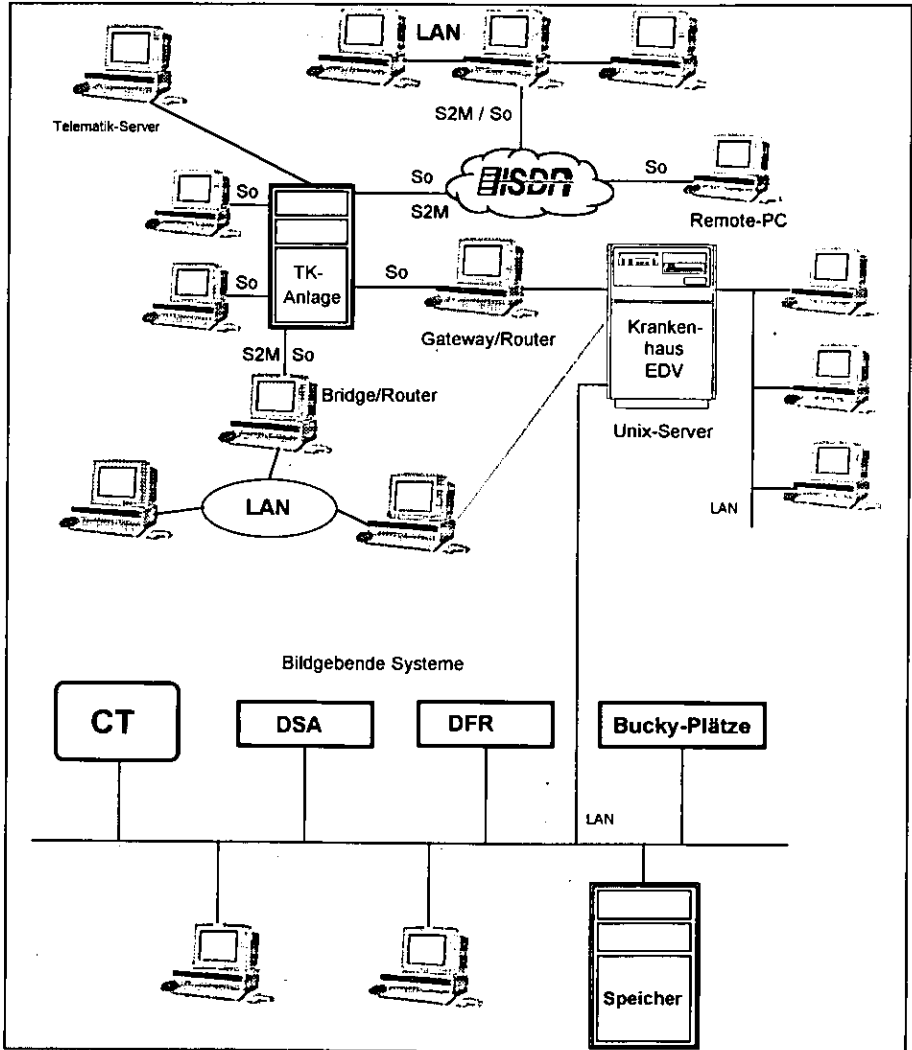 LAN
Telematik-Server
S2M / So
So
So
ISDN
So
S2M
Remote-PC
So
TK-
Anlage
So
Gateway/Router
Kranken-
haus
EDV
Unix-Server
S2M So
Bridge/Router
LAN
LAN
Bildgebende Systeme
CT
DSA
DFR
Bucky-Plätze
LAN
Speicher